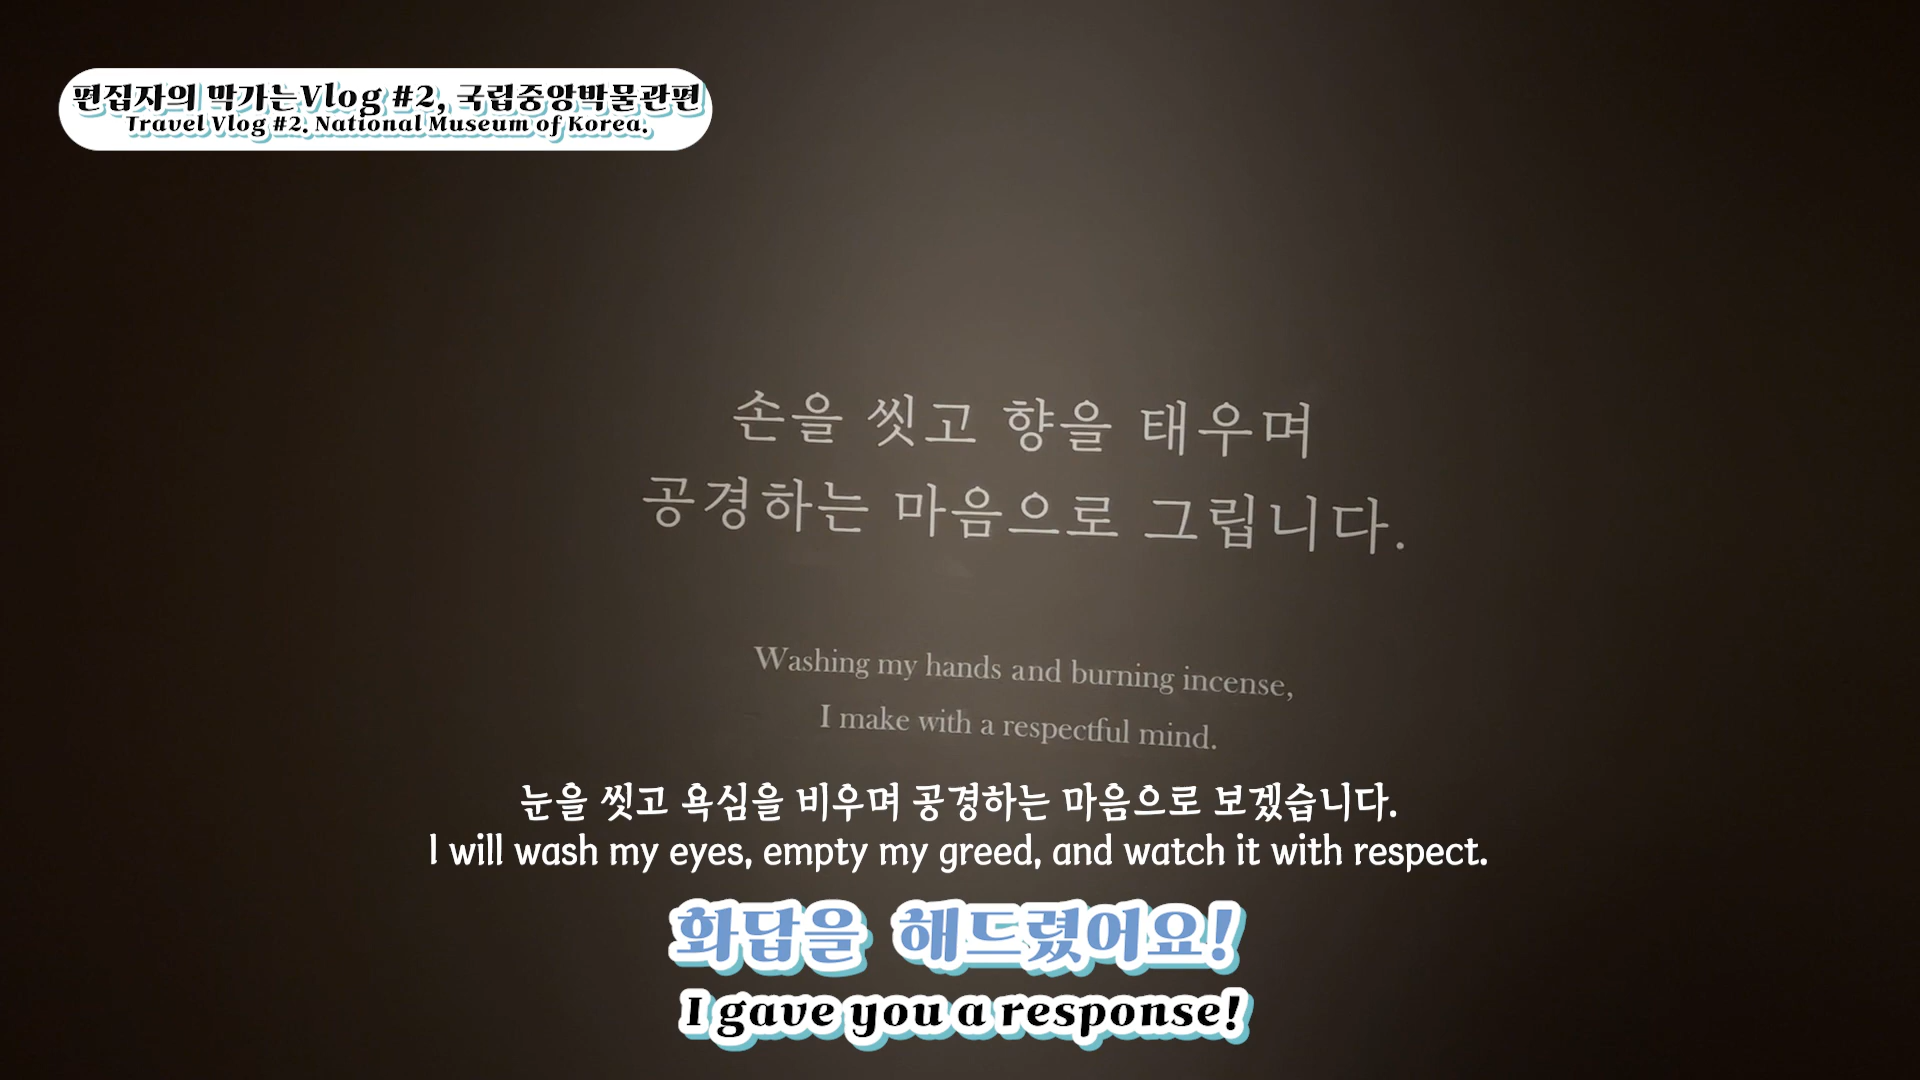 편집자의 막가는Vlog #2, 국립중앙박물관편
Travel Vlog #2. National Museum of Korea.
손을 씻고 향을 태우며
공경하는 마음으로 그립니다.
Washing my hands and burning incense,
I make with a respectful mind.
눈을 씻고 욕심을 비우며 공경하는 마음으로 보겠습니다.
I will wash my eyes, empty my greed, and watch it with respect.
화답을 해드렸어요!
I gave you a response!